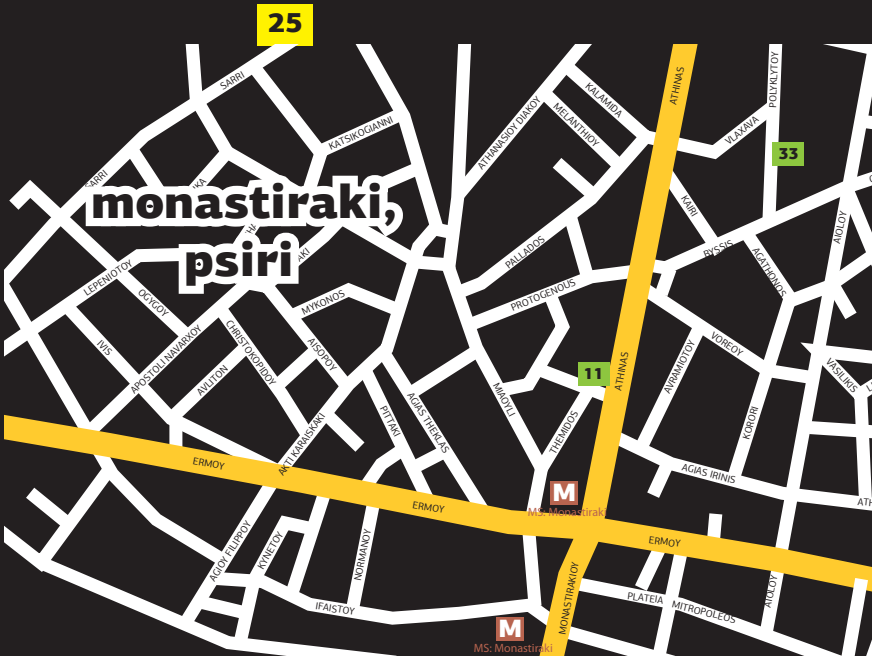 25
SARRI
KATSIKOGIANNI
ATHANASIOY DIAKOY
KALAMIDA
MELANTHIOY
ATHINAS
POLYKLYTOY
VLAXAVA
33
SARRI
monastiraki,
psiri
KAIRI
BYSSIS
AIOLOY
AGATHONOS
PALLADOS
LEPENIOTOY
OGYGOY
MYKONOS
PROTOGENOUS
IVIS
APOSTOLI NAVARXOY
CHRISTOKOPIDOY
AISOPOY
AVLITON
11
ATHINAS
VOREOY
AVRAMIOTOY
VASILIKIS
MIAOYLI
PITTAKI
AGIAS THEKLAS
THEMIDOS
KORORI
AKTI KARAISKAKI
AGIAS IRINIS
ERMOY
ERMOY
ERMOY
M
MS: Monastiraki
ATH
AGIOY FILIPPOY
KYNETOY
NORMANOY
IFAISTOY
MONASTIRAKIOY
PLATEIA MITROPOLEOS
AIOLOY
M
MS: Monastiraki